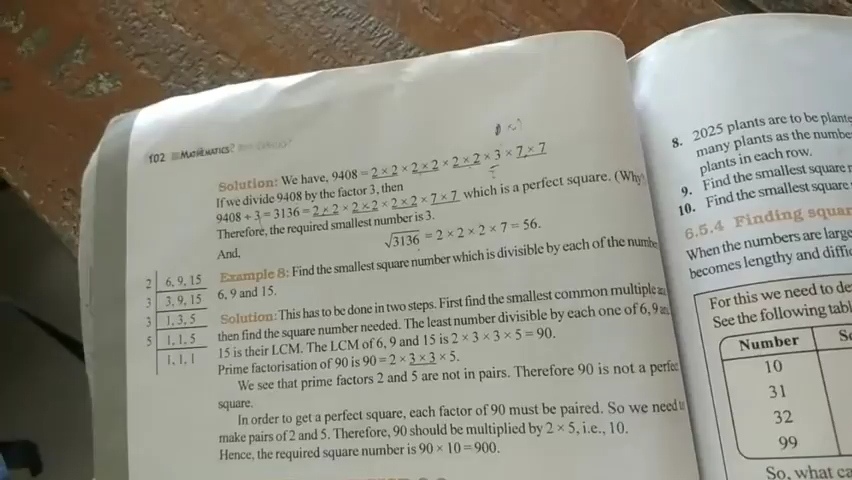 102 MATHEMATICS
Solution: We have, 9408 = 2 × 2 × 2 × 2 × 2 × 2 × 3 × 7 × 7
If we divide 9408 by the factor 3, then
9408 ÷ 3 = 3136 = 2 × 2 × 2 × 2 × 2 × 2 × 7 × 7 which is a perfect square. (Why
Therefore, the required smallest number is 3.
And,
√3136 = 2 × 2 × 2 × 7 = 56.
Example 8: Find the smallest square number which is divisible by each of the numbe
6, 9 and 15.
2 6, 9, 15
3 3, 9, 15
3 1, 3, 5
5 1, 1, 5
1, 1, 1
Solution: This has to be done in two steps. First find the smallest common multiple
then find the square number needed. The least number divisible by each one of 6, 9
15 is their LCM. The LCM of 6, 9 and 15 is 2 × 3 × 3 × 5 = 90.
Prime factorisation of 90 is 90 = 2 × 3 × 3 × 5.
We see that prime factors 2 and 5 are not in pairs. Therefore 90 is not a perfec
square.
In order to get a perfect square, each factor of 90 must be paired. So we need
make pairs of 2 and 5. Therefore, 90 should be multiplied by 2 × 5, i.e., 10.
Hence, the required square number is 90 × 10 = 900.
8. 2025 plants are to be plante
many plants as the numbe
plants in each row.
9. Find the smallest square
10. Find the smallest square
6.5.4 Finding squar
When the numbers are large
becomes lengthy and diffic
For this we need to de
See the following tabl
Number
10
31
32
99
So, what ca